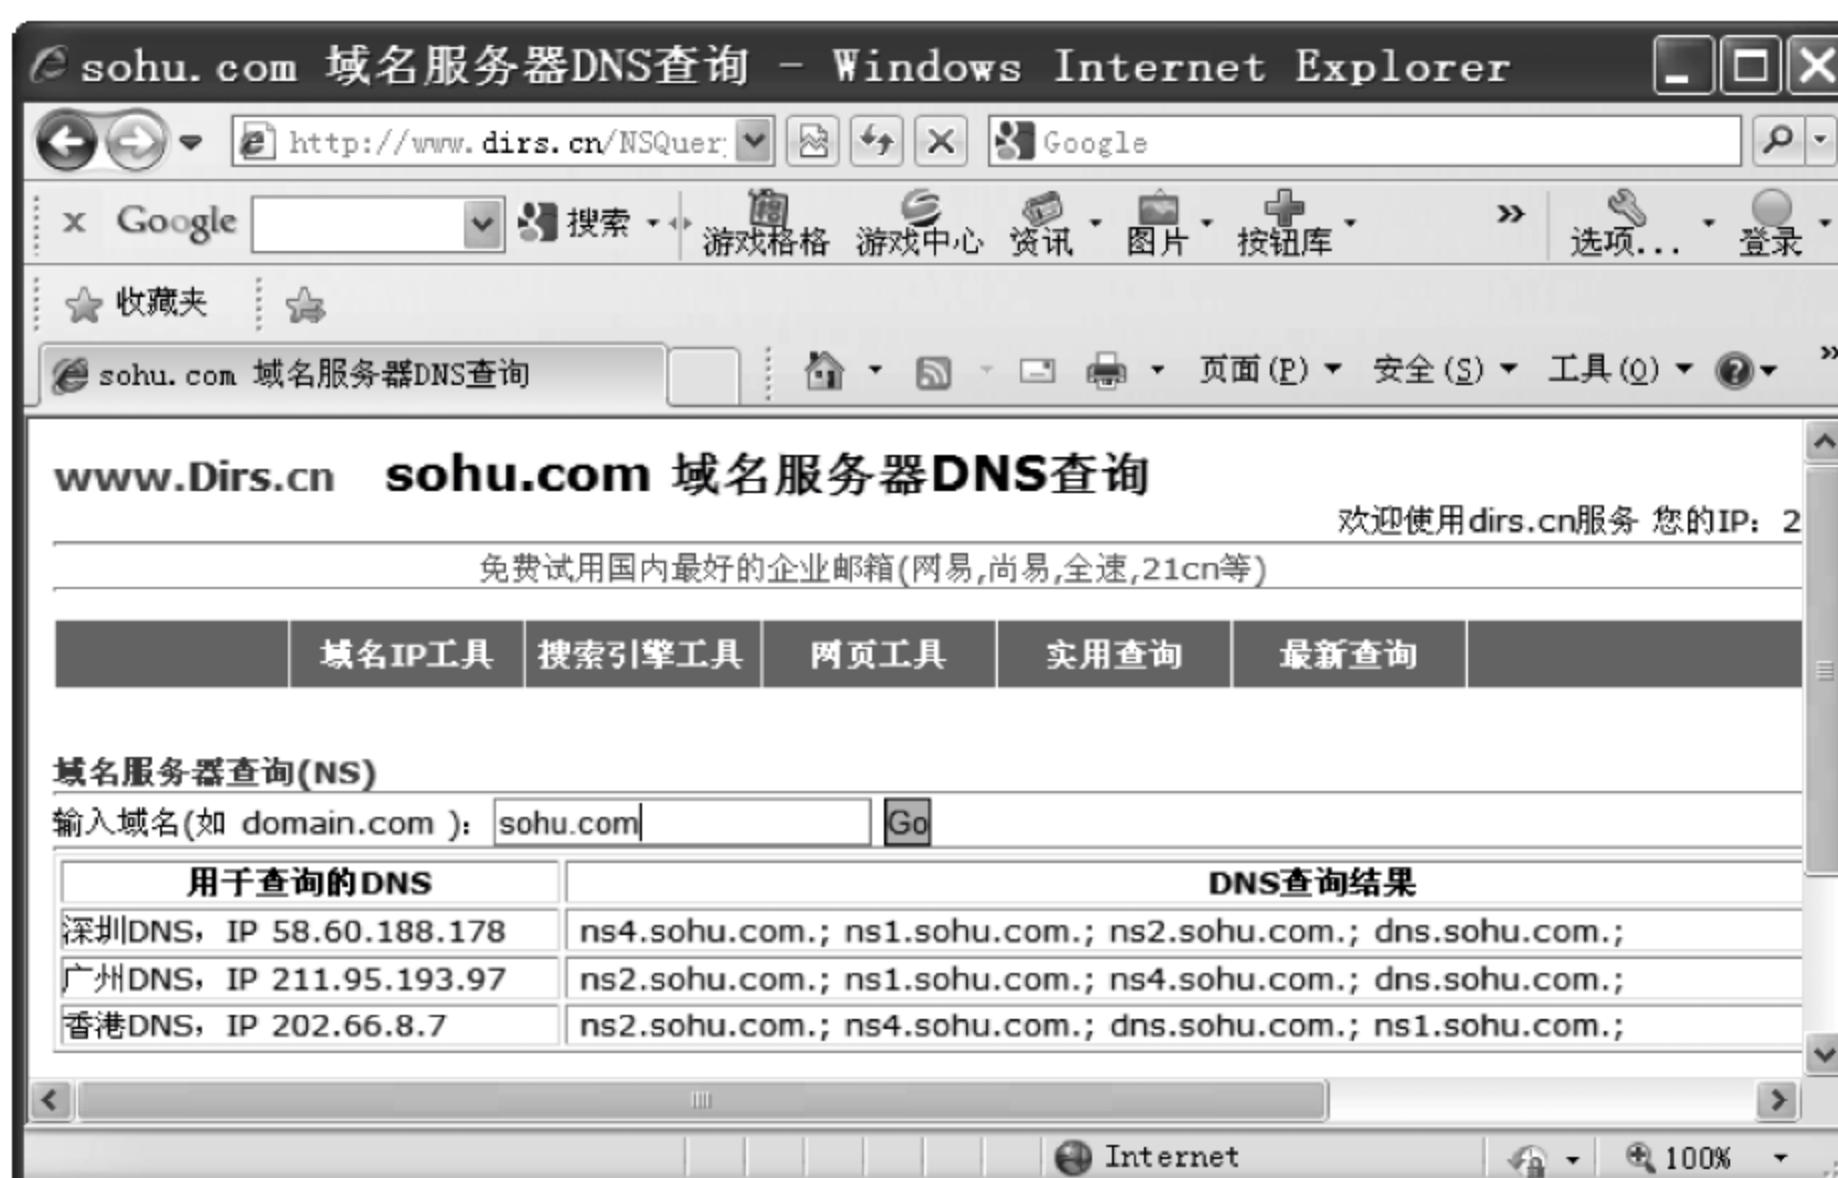 sohu.com 域名服务器DNS查询 - Windows Internet Explorer
http://www.dirs.cn/NSQuer Google
x Google 搜索 游戏格格 游戏中心 资讯 图片 按钮库 » 选项... 登录
收藏夹
sohu.com 域名服务器DNS查询 页面(P) 安全(S) 工具(O) »
www.Dirs.cn sohu.com 域名服务器DNS查询
欢迎使用dirs.cn服务 您的IP: 2
免费试用国内最好的企业邮箱(网易,尚易,全速,21cn等)
域名IP工具 搜索引擎工具 网页工具 实用查询 最新查询
域名服务器查询(NS)
输入域名(如 domain.com ): sohu.com Go
用于查询的DNS DNS查询结果
深圳DNS，IP 58.60.188.178 ns4.sohu.com.; ns1.sohu.com.; ns2.sohu.com.; dns.sohu.com.;
广州DNS，IP 211.95.193.97 ns2.sohu.com.; ns1.sohu.com.; ns4.sohu.com.; dns.sohu.com.;
香港DNS，IP 202.66.8.7 ns2.sohu.com.; ns4.sohu.com.; dns.sohu.com.; ns1.sohu.com.;
Internet 100%